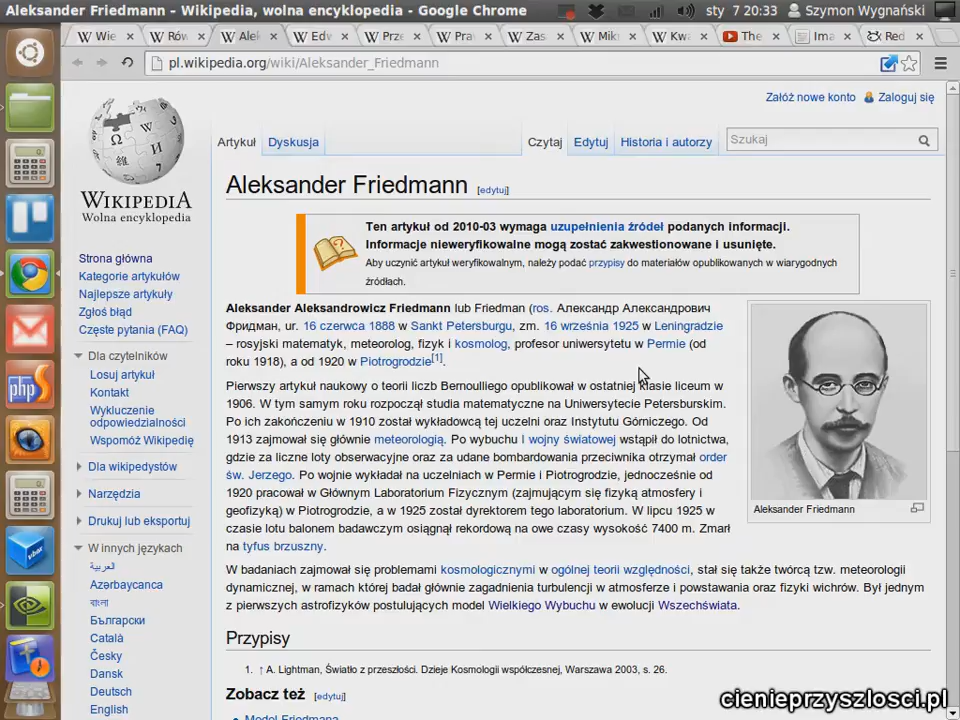 Aleksander Friedmann – Wikipedia, wolna encyklopedia - Google Chrome
sty 7 20:33
Szymon Wygnański
Wie
Rów
Alek
Edw
Prze
Pra
Zas
Mik
Kwa
The
Ima
Red
pl.wikipedia.org/wiki/Aleksander_Friedmann
Załóż nowe konto
Zaloguj się
Artykuł
Dyskusja
Czytaj
Edytuj
Historia i autorzy
Szukaj
WIKIPEDIA
Wolna encyklopedia
Strona główna
Kategorie artykułów
Najlepsze artykuły
Zgłoś błąd
Częste pytania (FAQ)
Dla czytelników
Losuj artykuł
Kontakt
Wykluczenie
odpowiedzialności
Wspomóż Wikipedię
Dla wikipedystów
Narzędzia
Drukuj lub eksportuj
W innych językach
العربية
Azərbaycanca
বাংলা
Български
Català
Česky
Dansk
Deutsch
English
Aleksander Friedmann [edytuj]
Ten artykuł od 2010-03 wymaga uzupełnienia źródeł podanych informacji.
Informacje nieweryfikowalne mogą zostać zakwestionowane i usunięte.
Aby uczynić artykuł weryfikowalnym, należy podać przypisy do materiałów opublikowanych w wiarygodnych
źródłach.
Aleksander Aleksandrowicz Friedmann lub Friedman (ros. Александр Александрович
Фридман, ur. 16 czerwca 1888 w Sankt Petersburgu, zm. 16 września 1925 w Leningradzie
– rosyjski matematyk, meteorolog, fizyk i kosmolog, profesor uniwersytetu w Permie (od
roku 1918), a od 1920 w Piotrogrodzie[1].
Pierwszy artykuł naukowy o teorii liczb Bernoulliego opublikował w ostatniej klasie liceum w
1906. W tym samym roku rozpoczął studia matematyczne na Uniwersytecie Petersburskim.
Po ich zakończeniu w 1910 został wykładowcą tej uczelni oraz Instytutu Górniczego. Od
1913 zajmował się głównie meteorologią. Po wybuchu I wojny światowej wstąpił do lotnictwa,
gdzie za liczne loty obserwacyjne oraz za udane bombardowania przeciwnika otrzymał order
św. Jerzego. Po wojnie wykładał na uczelniach w Permie i Piotrogrodzie, jednocześnie od
1920 pracował w Głównym Laboratorium Fizycznym (zajmującym się fizyką atmosfery i
geofizyką) w Piotrogrodzie, a w 1925 został dyrektorem tego laboratorium. W lipcu 1925 w
czasie lotu balonem badawczym osiągnął rekordową na owe czasy wysokość 7400 m. Zmarł
na tyfus brzuszny.
Aleksander Friedmann
W badaniach zajmował się problemami kosmologicznymi w ogólnej teorii względności, stał się także twórcą tzw. meteorologii
dynamicznej, w ramach której badał głównie zagadnienia turbulencji w atmosferze i powstawania oraz fizyki wichrów. Był jednym
z pierwszych astrofizyków postulujących model Wielkiego Wybuchu w ewolucji Wszechświata.
Przypisy
1. ↑ A. Lightman, Światło z przeszłości. Dzieje Kosmologii współczesnej, Warszawa 2003, s. 26.
Zobacz też [edytuj]
Model Friedmana
cienieprzyszlosci.pl